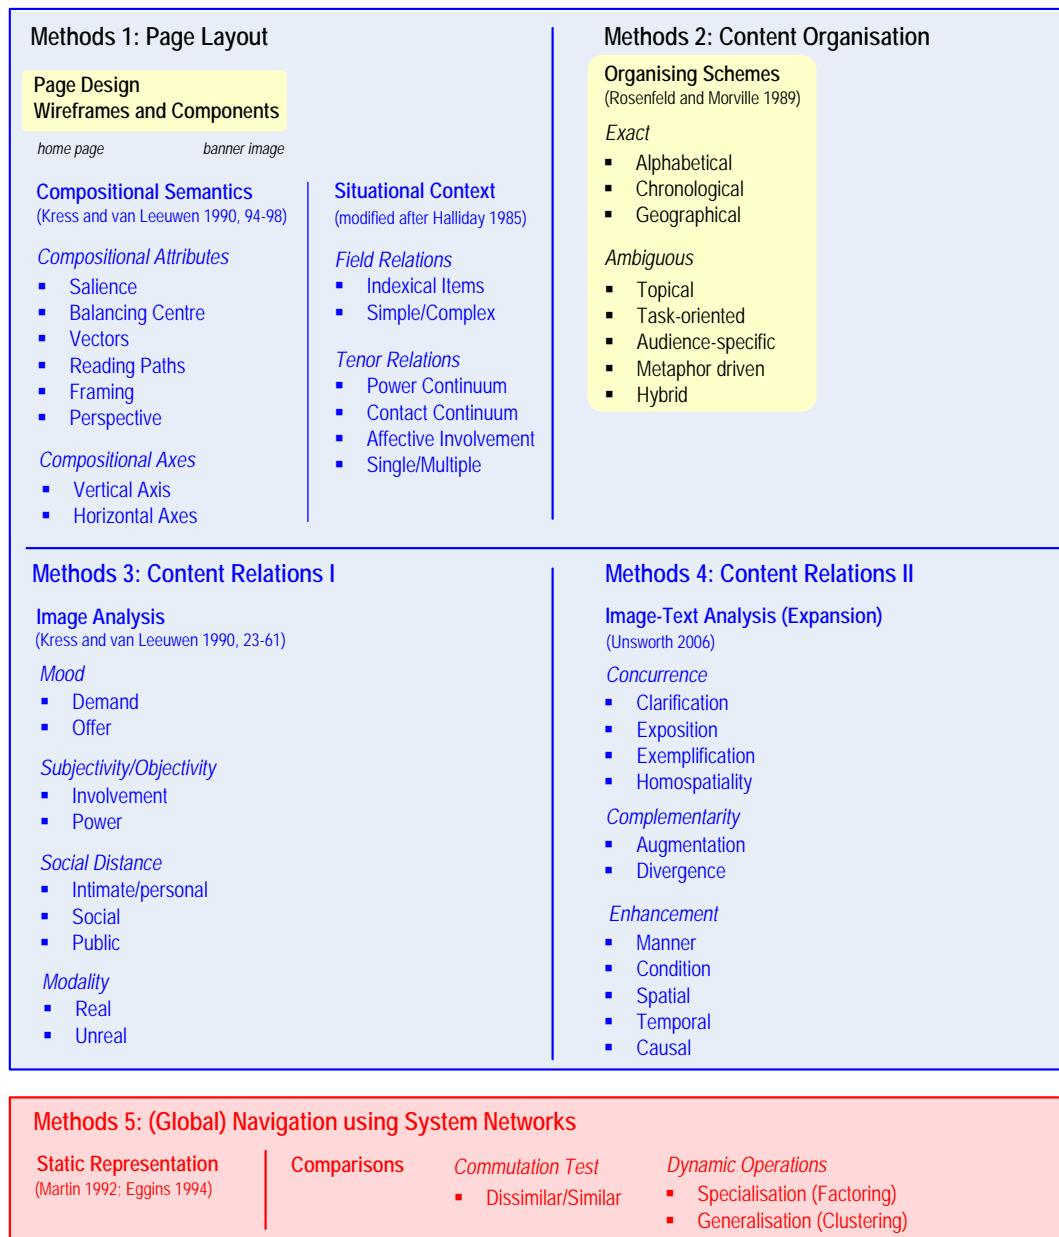 Methods 1: Page Layout
Page Design
Wireframes and Components
home page
banner image
Compositional Semantics
(Kress and van Leeuwen 1990, 94-98)
Compositional Attributes
▪ Salience
▪ Balancing Centre
▪ Vectors
▪ Reading Paths
▪ Framing
▪ Perspective
Compositional Axes
▪ Vertical Axis
▪ Horizontal Axes
Situational Context
(modified after Halliday 1985)
Field Relations
▪ Indexical Items
▪ Simple/Complex
Tenor Relations
▪ Power Continuum
▪ Contact Continuum
▪ Affective Involvement
▪ Single/Multiple
Methods 2: Content Organisation
Organising Schemes
(Rosenfeld and Morville 1989)
Exact
▪ Alphabetical
▪ Chronological
▪ Geographical
Ambiguous
▪ Topical
▪ Task-oriented
▪ Audience-specific
▪ Metaphor driven
▪ Hybrid
Methods 3: Content Relations I
Image Analysis
(Kress and van Leeuwen 1990, 23-61)
Mood
▪ Demand
▪ Offer
Subjectivity/Objectivity
▪ Involvement
▪ Power
Social Distance
▪ Intimate/personal
▪ Social
▪ Public
Modality
▪ Real
▪ Unreal
Methods 4: Content Relations II
Image-Text Analysis (Expansion)
(Unsworth 2006)
Concurrence
▪ Clarification
▪ Exposition
▪ Exemplification
▪ Homospatiality
Complementarity
▪ Augmentation
▪ Divergence
Enhancement
▪ Manner
▪ Condition
▪ Spatial
▪ Temporal
▪ Causal
Methods 5: (Global) Navigation using System Networks
Static Representation
(Martin 1992; Eggins 1994)
Comparisons
Commutation Test
▪ Dissimilar/Similar
Dynamic Operations
▪ Specialisation (Factoring)
▪ Generalisation (Clustering)